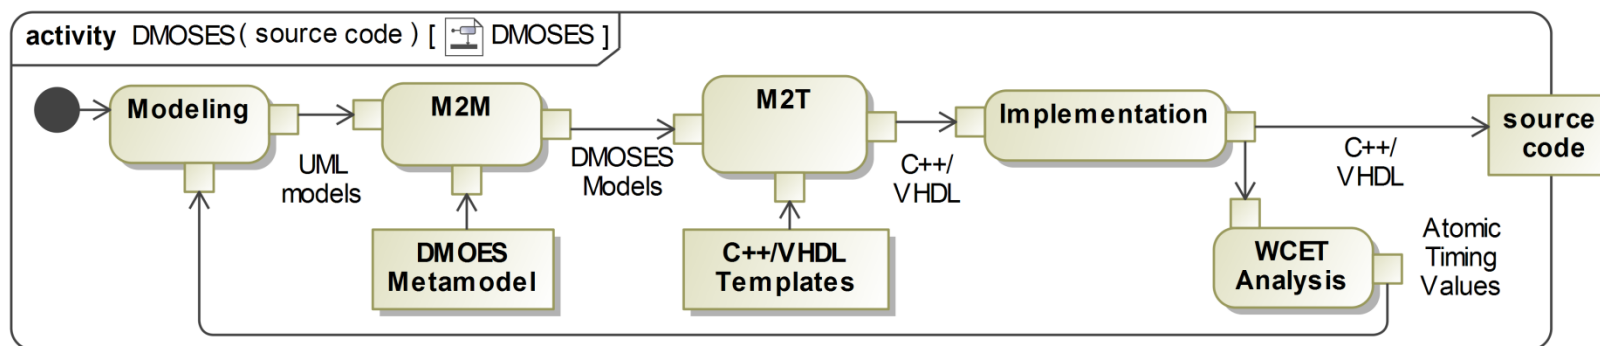 activity DMOSES ( source code ) [ DMOSES ]
Modeling
UML
models
M2M
DMOSES
Models
M2T
C++/
VHDL
Implementation
C++/
VHDL
source
code
DMOES
Metamodel
C++/VHDL
Templates
WCET
Analysis
Atomic
Timing
Values